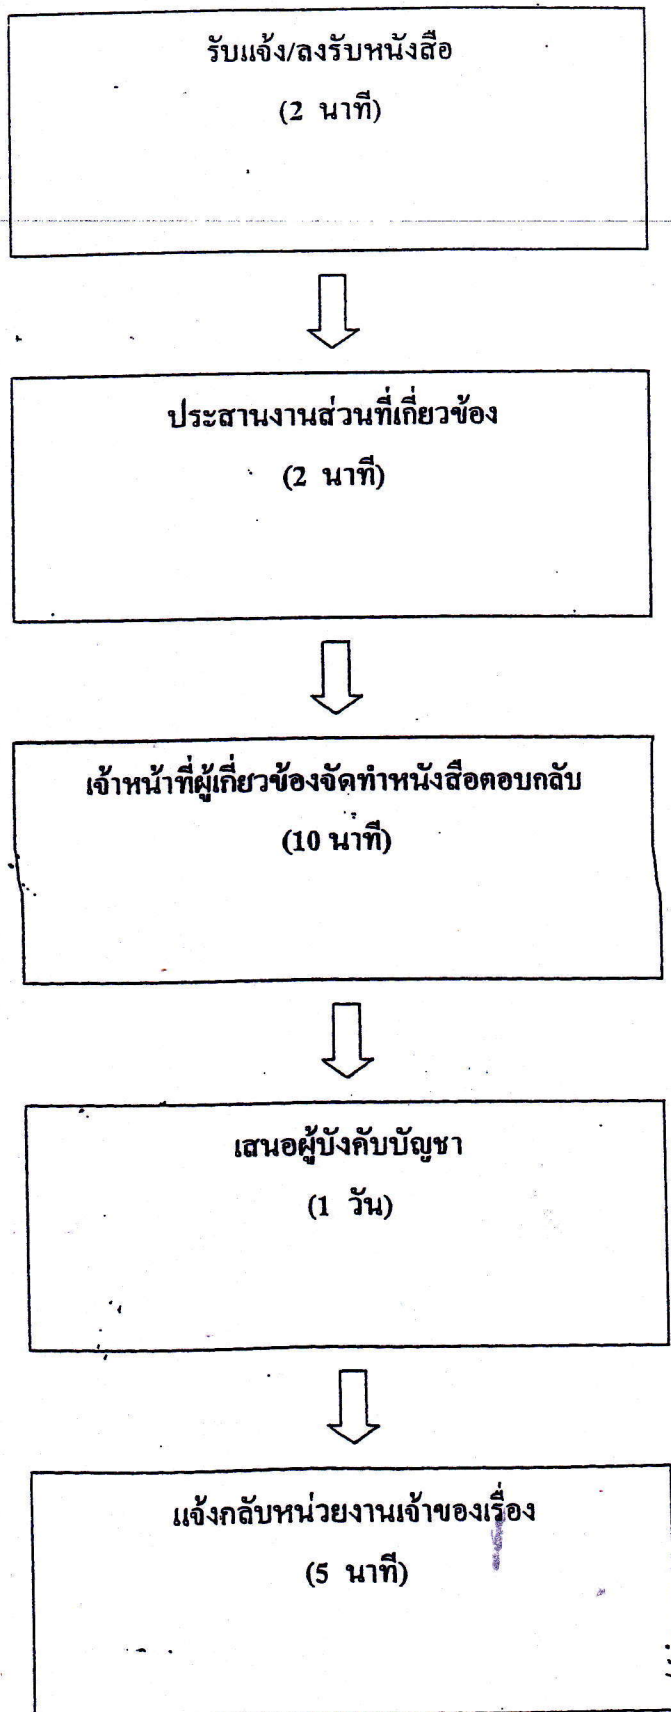 รับแจ้ง/ลงรับหนังสือ
(2 นาที)
ประสานงานส่วนที่เกี่ยวข้อง
(2 นาที)
เจ้าหน้าที่ผู้เกี่ยวข้องจัดทำหนังสือตอบกลับ
(10 นาที)
เสนอผู้บังคับบัญชา
(1 วัน)
แจ้งกลับหน่วยงานเจ้าของเรื่อง
(5 นาที)